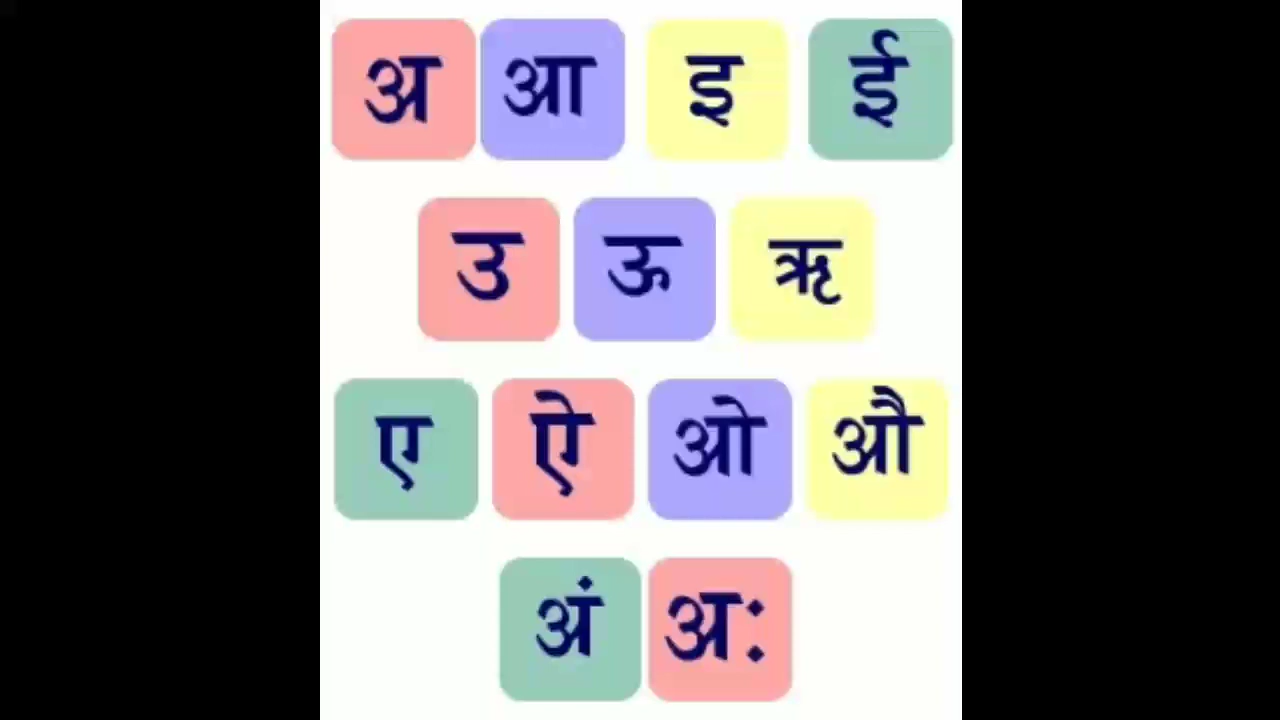 अ आ इ ई
उ ऊ ऋ
ए ऐ ओ औ
अं अः